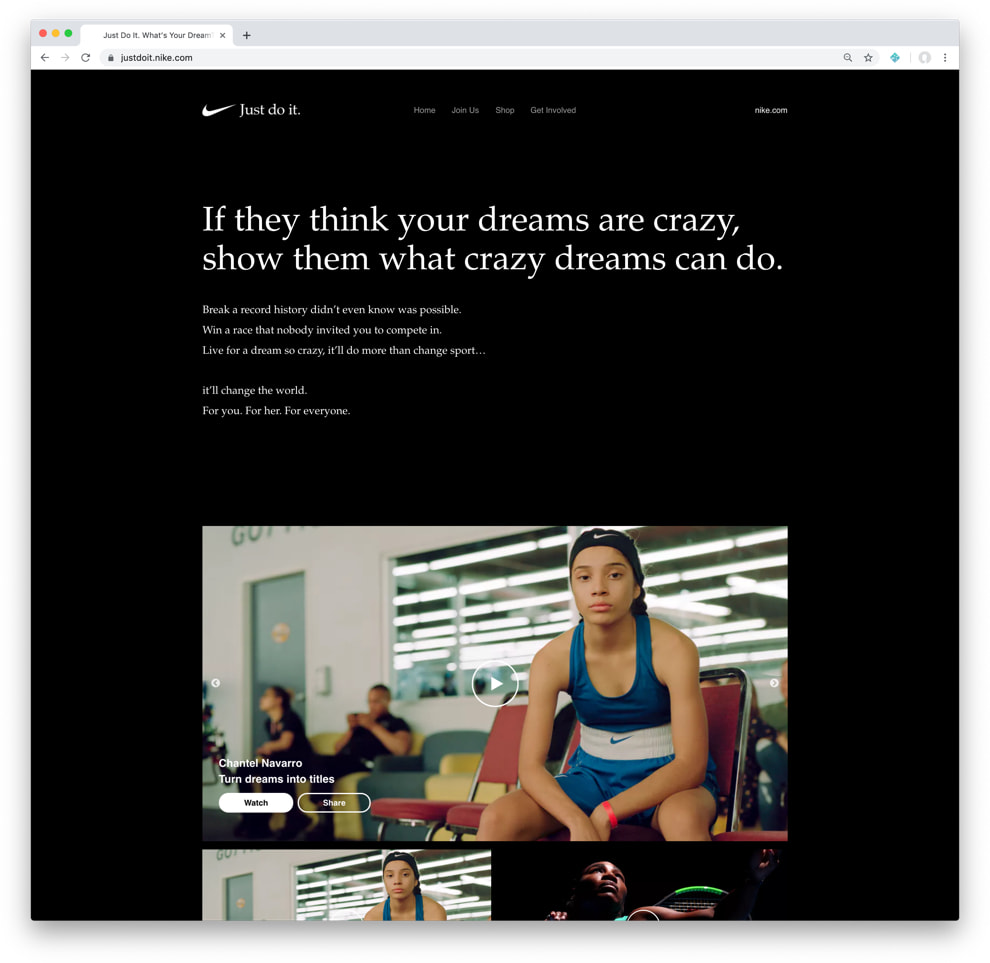 Just Do It. What's Your Dream?
justdoit.nike.com
Just do it.
Home
Join Us
Shop
Get Involved
nike.com
If they think your dreams are crazy,
show them what crazy dreams can do.
Break a record history didn’t even know was possible.
Win a race that nobody invited you to compete in.
Live for a dream so crazy, it’ll do more than change sport…
it’ll change the world.
For you. For her. For everyone.
Chantel Navarro
Turn dreams into titles
Watch
Share